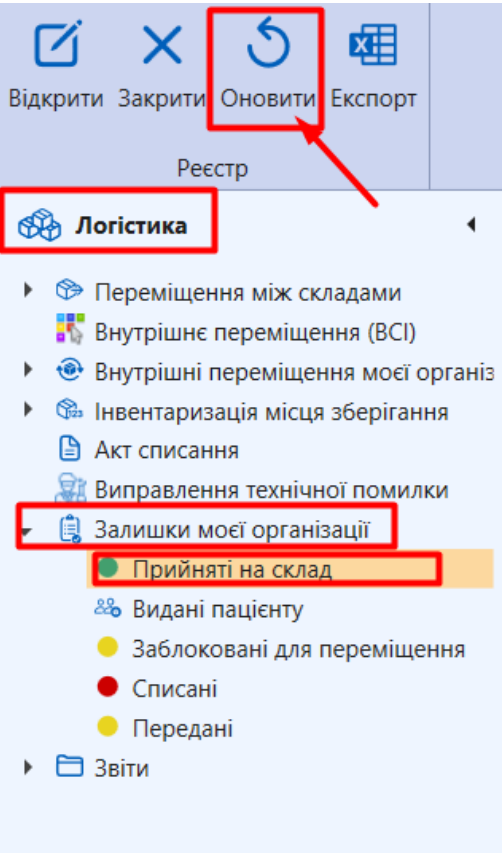 Відкрити Закрити Оновити Експорт
Реєстр
Логістика
Переміщення між складами
Внутрішнє переміщення (ВСІ)
Внутрішні переміщення моєї організ
Інвентаризація місця зберігання
Акт списання
Виправлення технічної помилки
Залишки моєї організації
Прийняті на склад
Видані пацієнту
Заблоковані для переміщення
Списані
Передані
Звіти